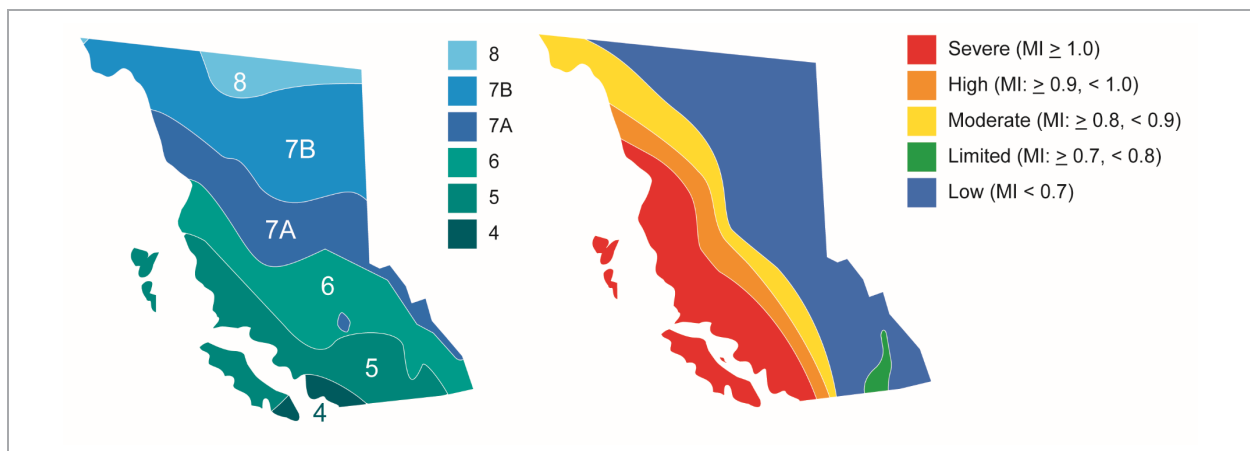 8
7B
7A
6
5
4
8
7B
7A
6
5
4
Severe (MI ≥ 1.0)
High (MI: ≥ 0.9, < 1.0)
Moderate (MI: ≥ 0.8, < 0.9)
Limited (MI: ≥ 0.7, < 0.8)
Low (MI < 0.7)